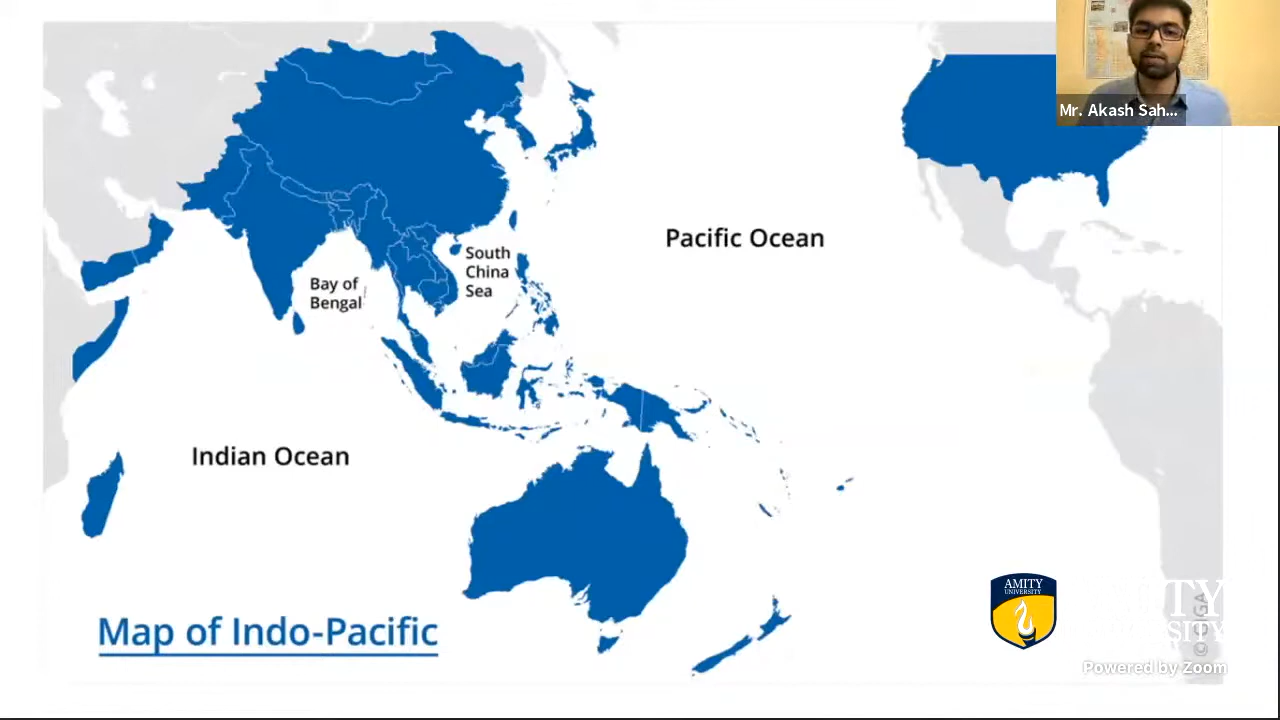 Mr. Akash Sah...
Pacific Ocean
South
China
Sea
Bay of
Bengal
Indian Ocean
Map of Indo-Pacific
AMITY
UNIVERSITY
Powered by Zoom